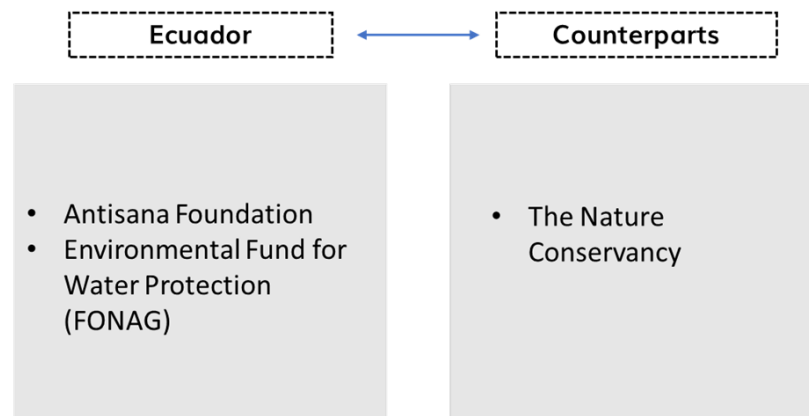 Ecuador
Counterparts
• Antisana Foundation
• Environmental Fund for
Water Protection
(FONAG)
• The Nature
Conservancy